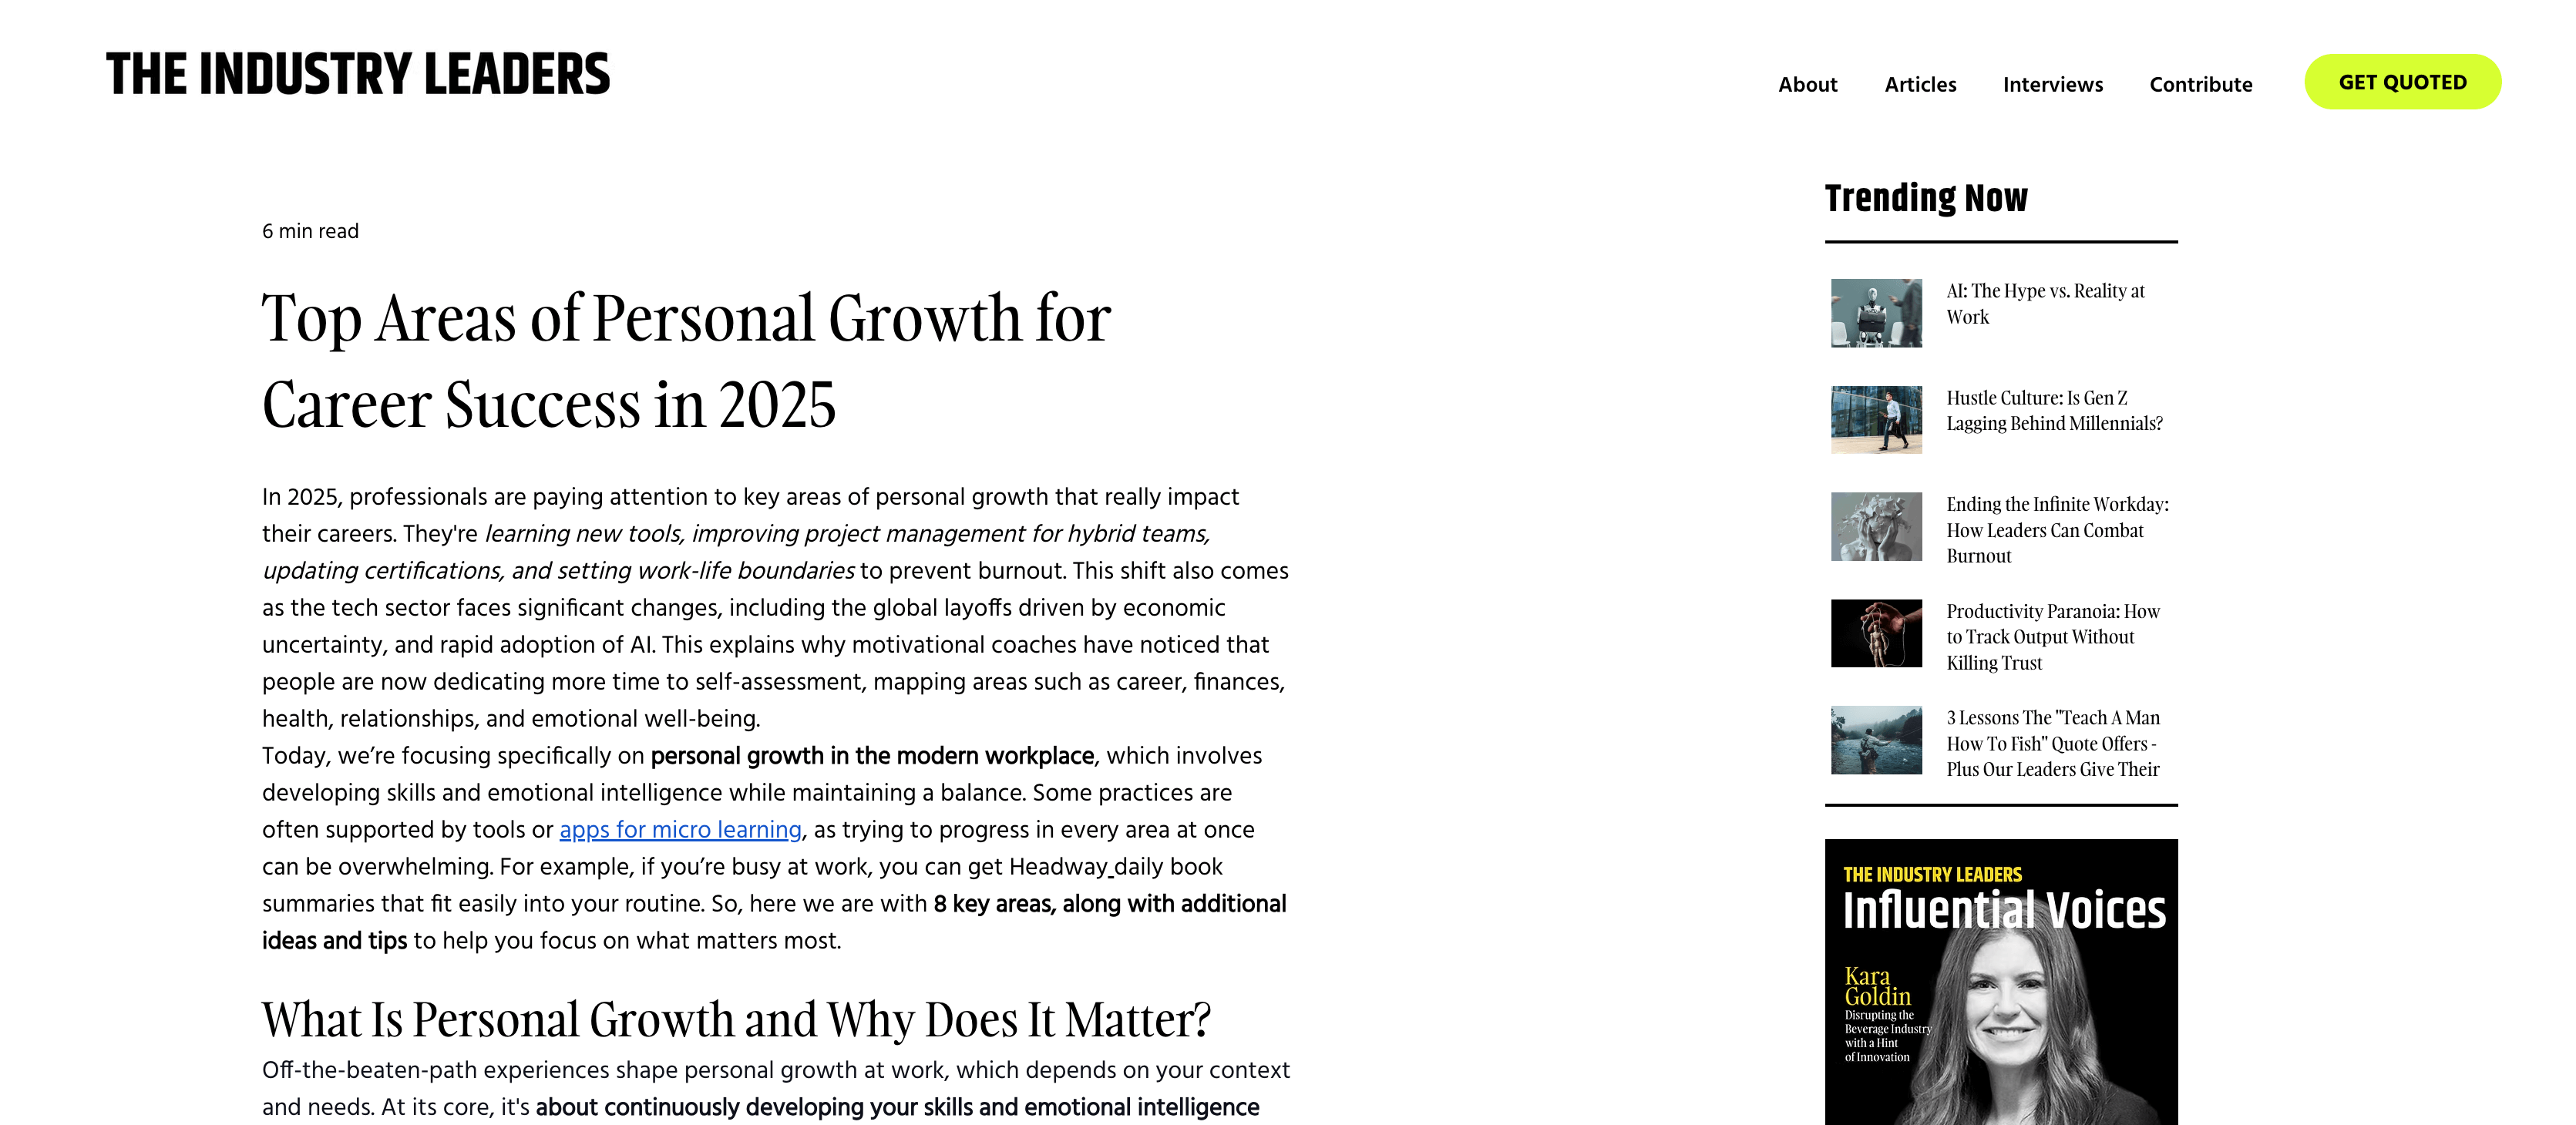 THE INDUSTRY LEADERS
About
Articles
Interviews
Contribute
GET QUOTED
6 min read
Top Areas of Personal Growth for
Career Success in 2025
In 2025, professionals are paying attention to key areas of personal growth that really impact
their careers. They're learning new tools, improving project management for hybrid teams,
updating certifications, and setting work-life boundaries to prevent burnout. This shift also comes
as the tech sector faces significant changes, including the global layoffs driven by economic
uncertainty, and rapid adoption of AI. This explains why motivational coaches have noticed that
people are now dedicating more time to self-assessment, mapping areas such as career, finances,
health, relationships, and emotional well-being.
Today, we’re focusing specifically on personal growth in the modern workplace, which involves
developing skills and emotional intelligence while maintaining a balance. Some practices are
often supported by tools or apps for micro learning, as trying to progress in every area at once
can be overwhelming. For example, if you’re busy at work, you can get Headway daily book
summaries that fit easily into your routine. So, here we are with 8 key areas, along with additional
ideas and tips to help you focus on what matters most.
What Is Personal Growth and Why Does It Matter?
Off-the-beaten-path experiences shape personal growth at work, which depends on your context
and needs. At its core, it's about continuously developing your skills and emotional intelligence
Trending Now
AI: The Hype vs. Reality at
Work
Hustle Culture: Is Gen Z
Lagging Behind Millennials?
Ending the Infinite Workday:
How Leaders Can Combat
Burnout
Productivity Paranoia: How
to Track Output Without
Killing Trust
3 Lessons The "Teach A Man
How To Fish" Quote Offers -
Plus Our Leaders Give Their
THE INDUSTRY LEADERS
Influential Voices
Kara
Goldin
Disrupting the
Beverage Industry
with a Hint
of Innovation